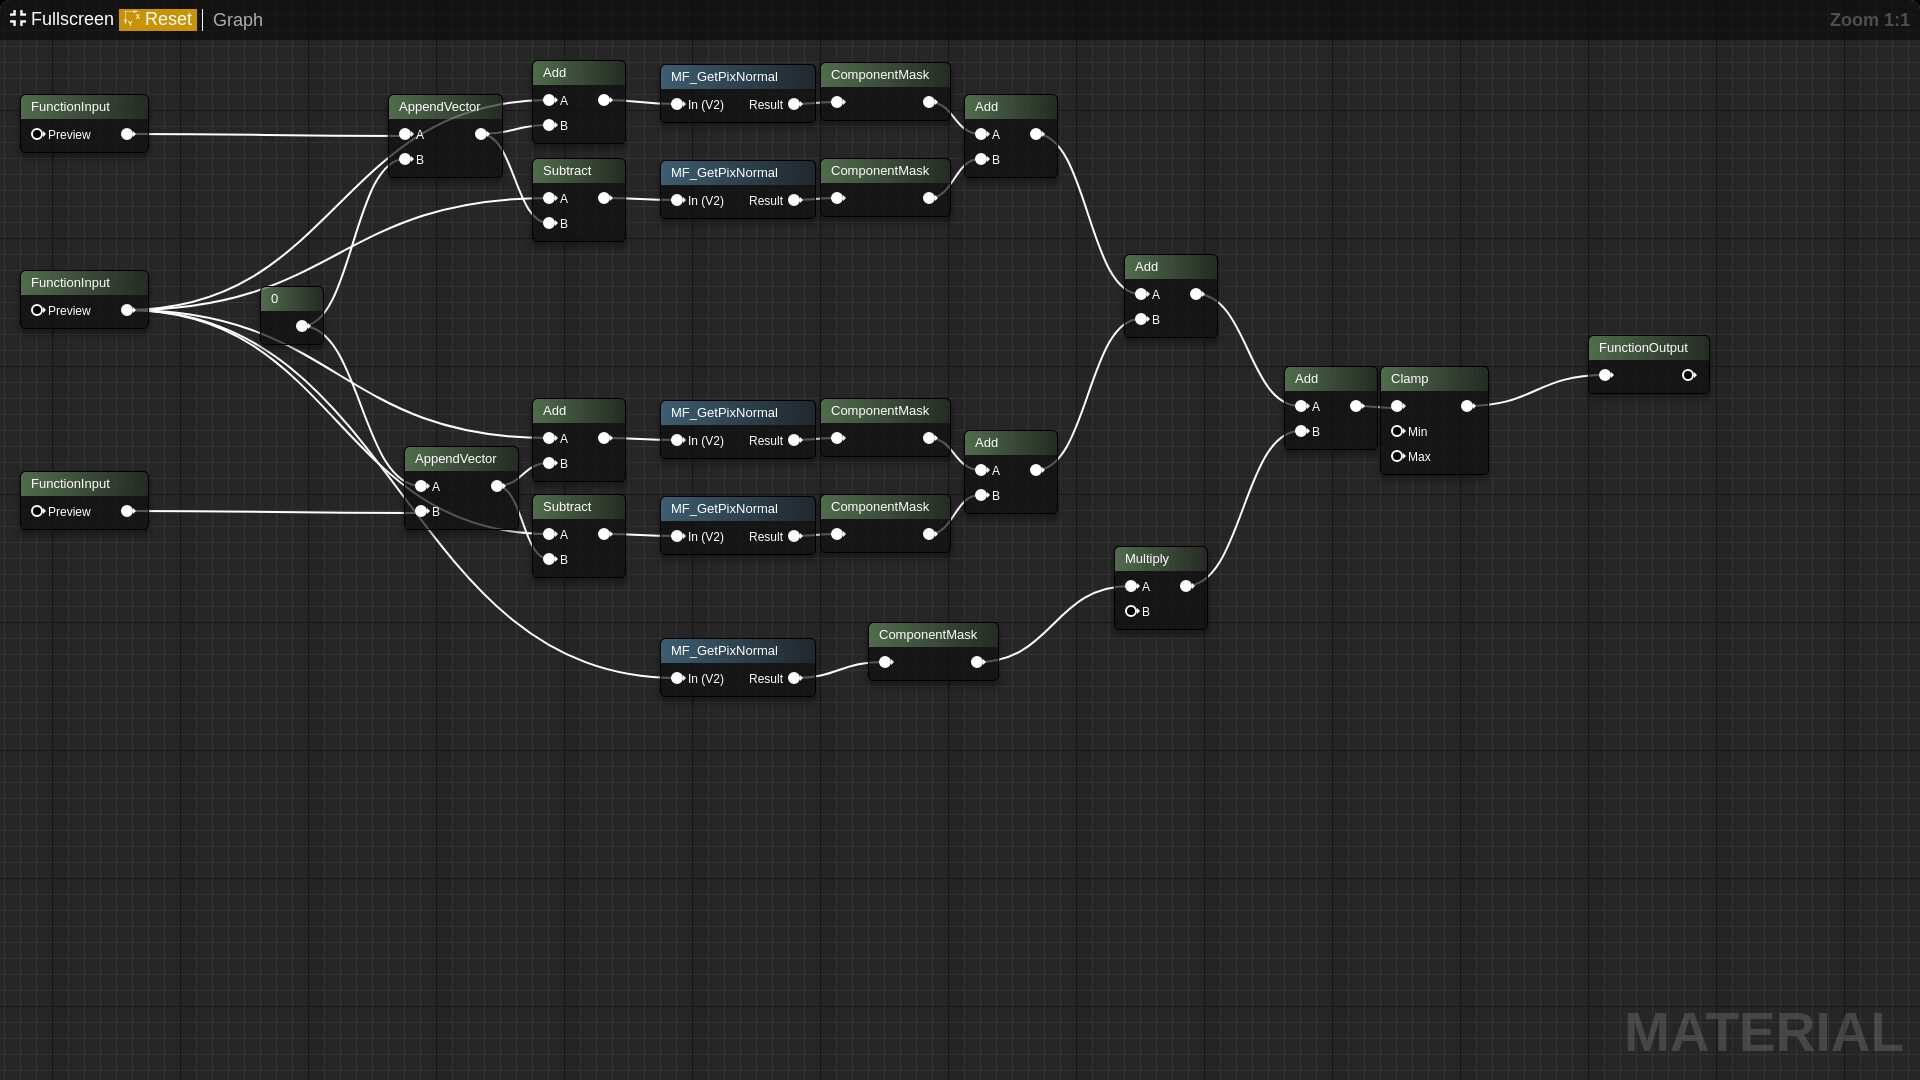 Fullscreen Reset Graph Zoom 1:1
FunctionInput
Preview
FunctionInput
Preview
FunctionInput
Preview
0
AppendVector
A
B
AppendVector
A
B
Add
A
B
Subtract
A
B
Add
A
B
Subtract
A
B
MF_GetPixNormal
In (V2) Result
MF_GetPixNormal
In (V2) Result
MF_GetPixNormal
In (V2) Result
MF_GetPixNormal
In (V2) Result
MF_GetPixNormal
In (V2) Result
ComponentMask
ComponentMask
ComponentMask
ComponentMask
ComponentMask
Add
A
B
Add
A
B
Add
A
B
Multiply
A
B
Add
A
B
Clamp
Min
Max
FunctionOutput
MATERIAL